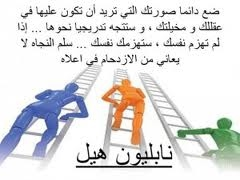 ضع دائما صورتك التي تريد أن تكون عليها في
عقلك و مخيلتك ، و ستتجه تدريجيا نحوها ... إذا
لم تهزم نفسك ، ستهزمك نفسك ... سلم النجاه لا
يعاني من الازدحام في اعلاه
نابليون هيل